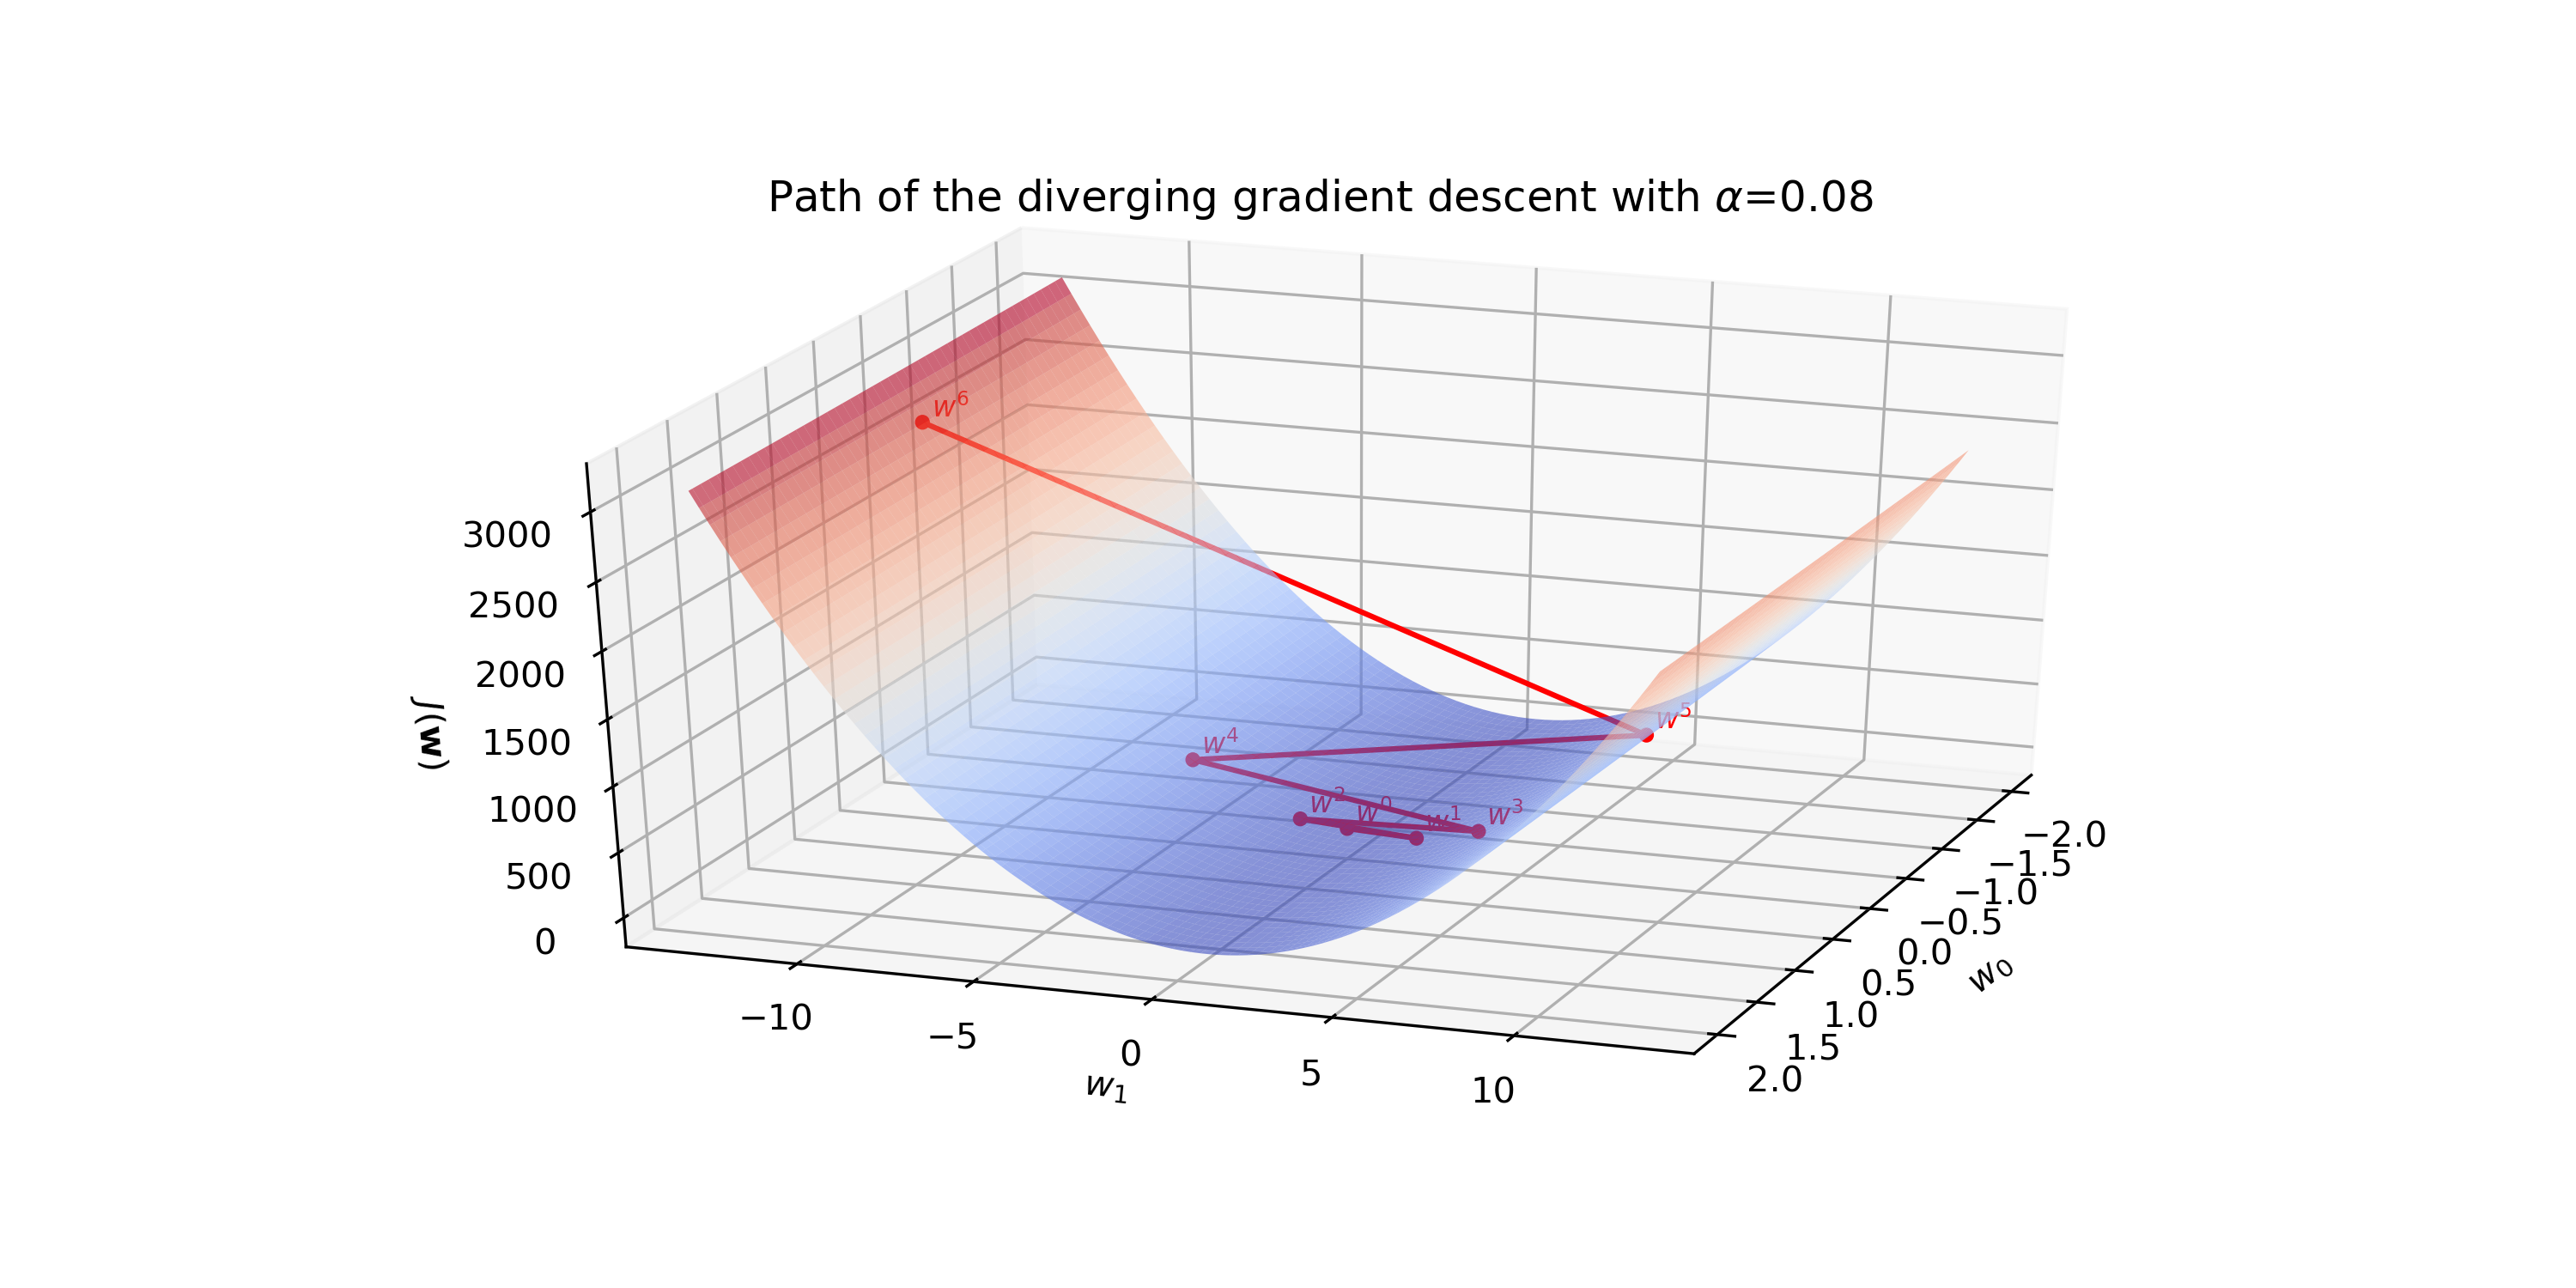 Path of the diverging gradient descent with α=0.08
w⁶
w⁵
w⁴
w²
w⁰
w¹
w³
3000
2500
2000
1500
1000
500
0
J(w)
−10
−5
0
5
10
w₁
−2.0
−1.5
−1.0
−0.5
0.0
0.5
1.0
1.5
2.0
w₀